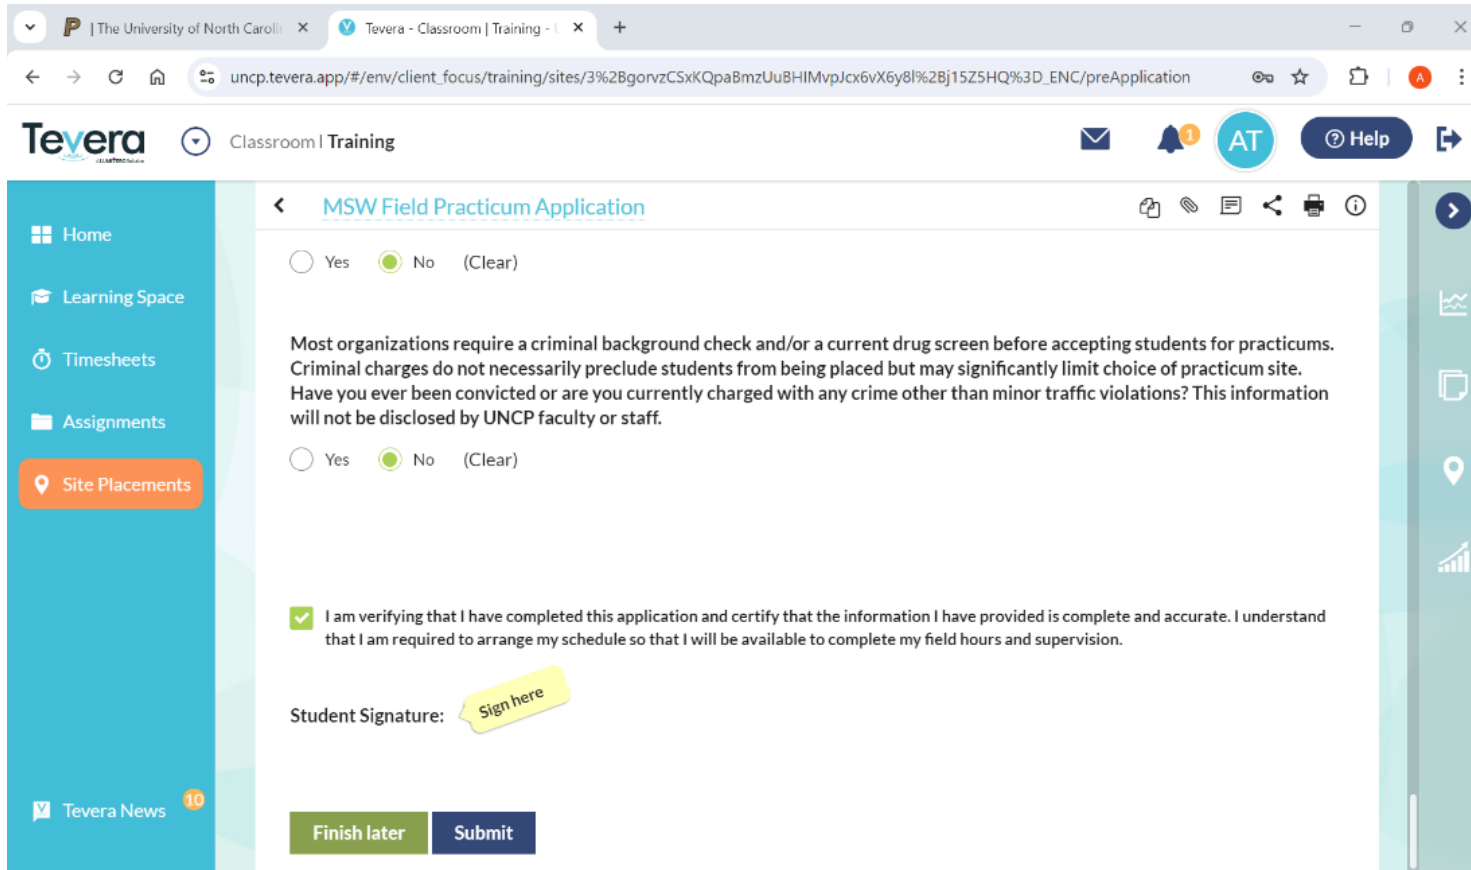 | The University of North Caroli
Tevera - Classroom | Training - U
uncp.tevera.app/#/env/client_focus/training/sites/3%2BgorvzCSxKQpaBmzUuBHIMvpJcx6vX6y8l%2Bj15Z5HQ%3D_ENC/preApplication
A
Tevera
Classroom | Training
1
AT
Help
MSW Field Practicum Application
Home
Learning Space
Timesheets
Assignments
Site Placements
Tevera News 10
Yes No (Clear)
Most organizations require a criminal background check and/or a current drug screen before accepting students for practicums.
Criminal charges do not necessarily preclude students from being placed but may significantly limit choice of practicum site.
Have you ever been convicted or are you currently charged with any crime other than minor traffic violations? This information
will not be disclosed by UNCP faculty or staff.
Yes No (Clear)
I am verifying that I have completed this application and certify that the information I have provided is complete and accurate. I understand
that I am required to arrange my schedule so that I will be available to complete my field hours and supervision.
Student Signature: Sign here
Finish later Submit